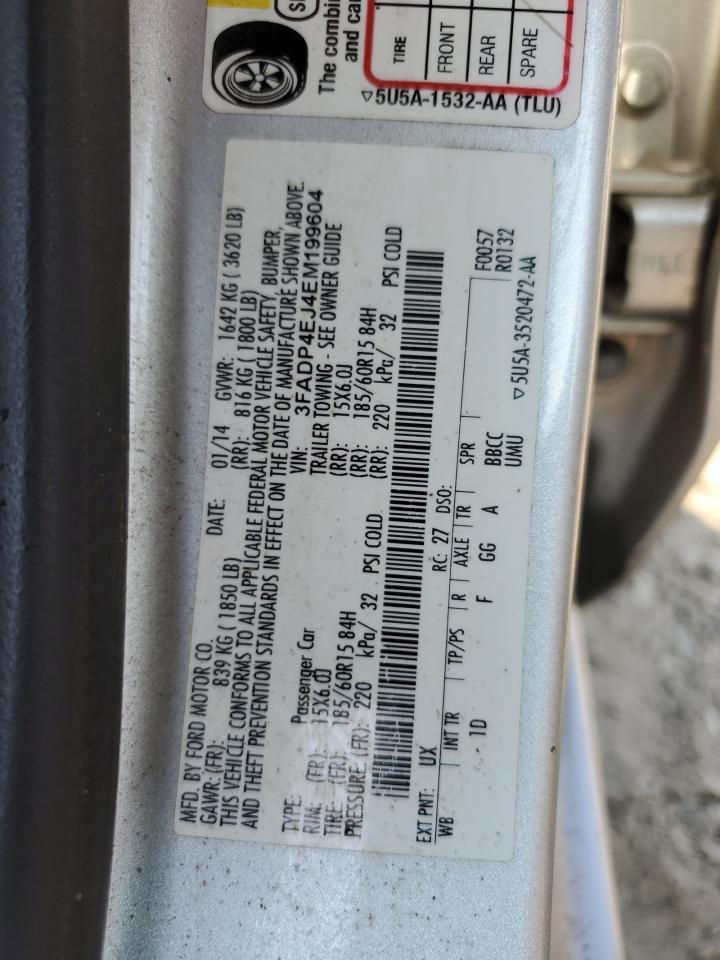 The combin
and car
TIRE
FRONT
REAR
SPARE
▽5U5A-1532-AA (TLU)
MFD. BY FORD MOTOR CO.
DATE: 01/14 GVWR: 1642 KG ( 3620 LB)
GAWR: (FR): 839 KG ( 1850 LB) (RR): 816 KG ( 1800 LB)
THIS VEHICLE CONFORMS TO ALL APPLICABLE FEDERAL MOTOR VEHICLE SAFETY, BUMPER,
AND THEFT PREVENTION STANDARDS IN EFFECT ON THE DATE OF MANUFACTURE SHOWN ABOVE.
VIN: 3FADP4EJ4EM199604
TYPE: Passenger Car TRAILER TOWING - SEE OWNER GUIDE
RIM: (FR): 15X6.0J (RR): 15X6.0J
TIRE: (FR): 185/60R15 84H (RR): 185/60R15 84H
PRESSURE: (FR): 220 kPa/ 32 PSI COLD (RR): 220 kPa/ 32 PSI COLD
EXT PNT: UX RC: 27 DSO: F0057
WB INT TR TP/PS R AXLE TR SPR R0132
1D F GG A BBCC
UMU
▽5U5A-3520472-AA